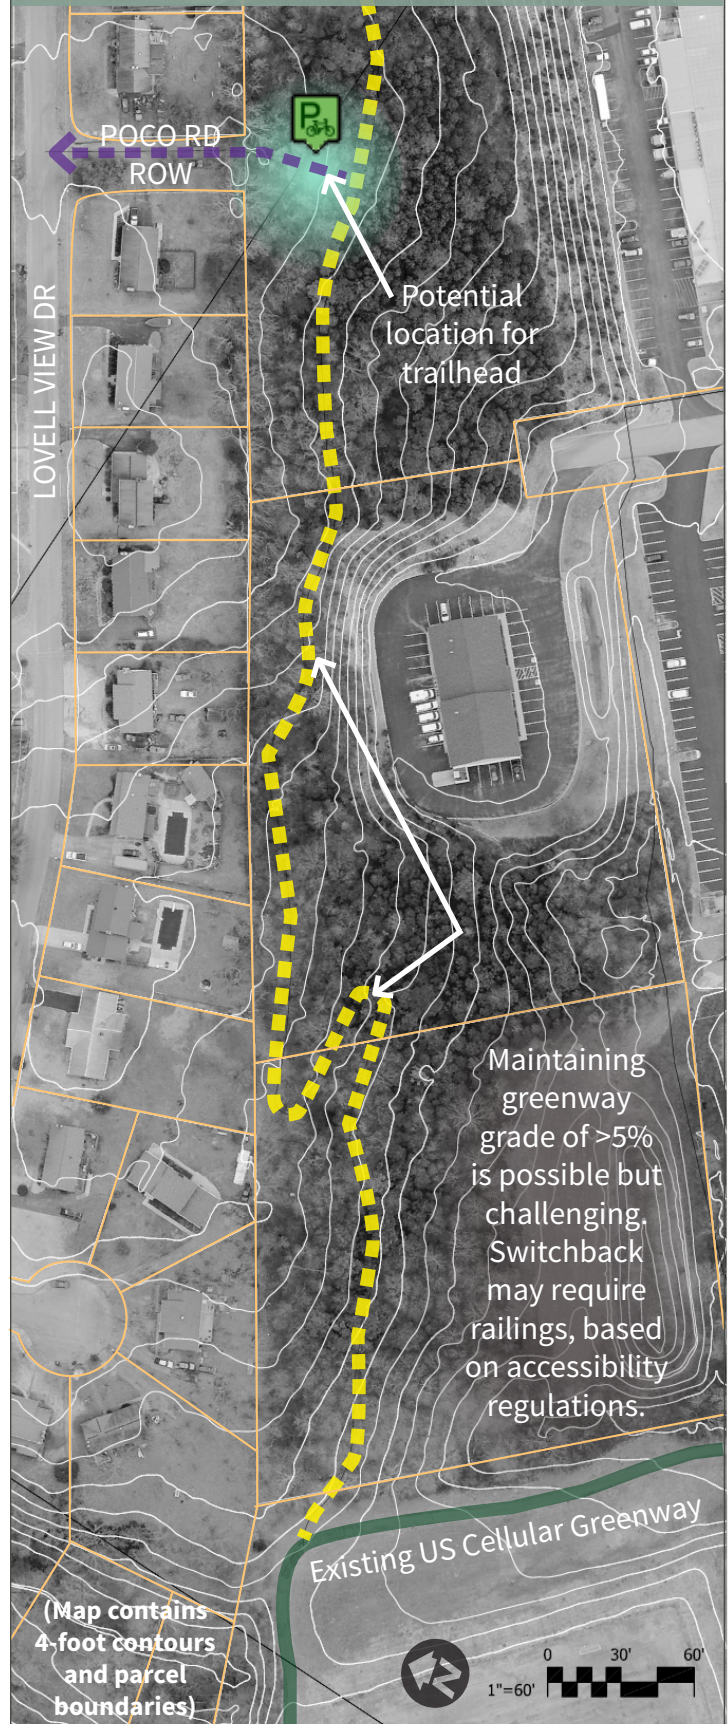 P
POCO RD
ROW
LOVELL VIEW DR
Potential
location for
trailhead
Maintaining
greenway
grade of >5%
is possible but
challenging.
Switchback
may require
railings, based
on accessibility
regulations.
Existing US Cellular Greenway
(Map contains
4-foot contours
and parcel
boundaries)
N
0 30' 60'
1"=60'